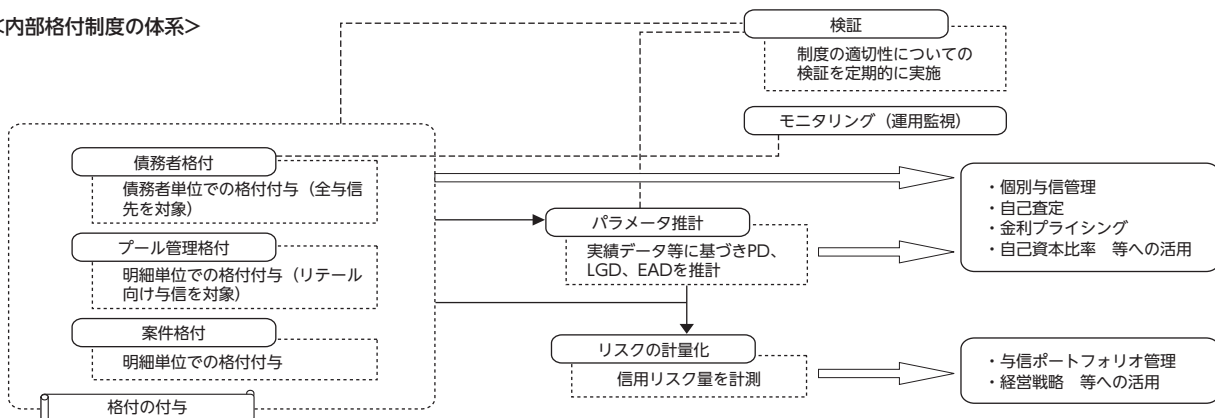 <内部格付制度の体系>
検証
制度の適切性についての
検証を定期的に実施
モニタリング（運用監視）
債務者格付
債務者単位での格付付与（全与信
先を対象）
プール管理格付
明細単位での格付付与（リテール
向け与信を対象）
案件格付
明細単位での格付付与
格付の付与
パラメータ推計
実績データ等に基づきPD、
LGD、EADを推計
リスクの計量化
信用リスク量を計測
・個別与信管理
・自己査定
・金利プライシング
・自己資本比率　等への活用
・与信ポートフォリオ管理
・経営戦略　等への活用